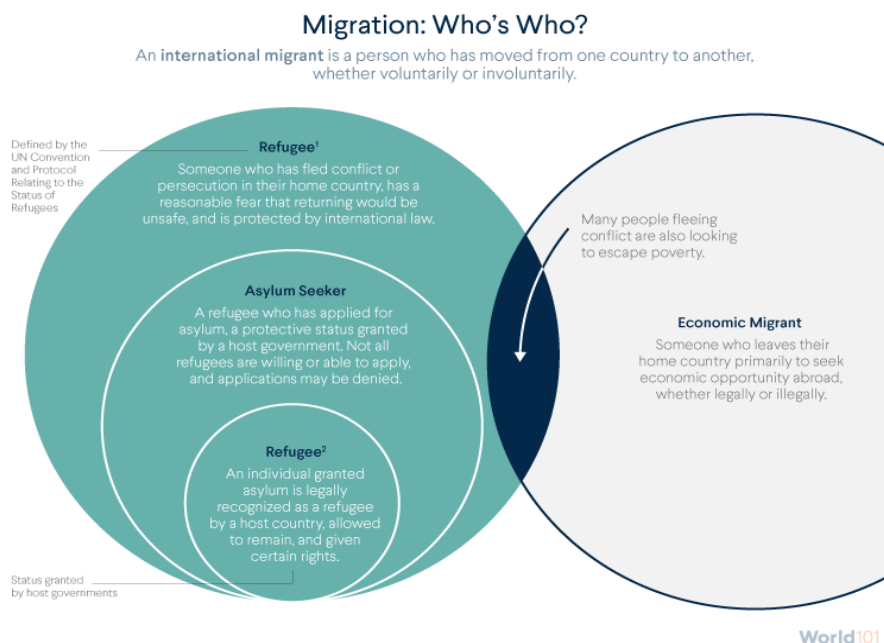 Migration: Who's Who?
An international migrant is a person who has moved from one country to another,
whether voluntarily or involuntarily.
Defined by the
UN Convention
and Protocol
Relating to the
Status of
Refugees
Refugee¹
Someone who has fled conflict or
persecution in their home country, has a
reasonable fear that returning would be
unsafe, and is protected by international law.
Many people fleeing
conflict are also looking
to escape poverty.
Asylum Seeker
A refugee who has applied for
asylum, a protective status granted
by a host government. Not all
refugees are willing or able to apply,
and applications may be denied.
Economic Migrant
Someone who leaves their
home country primarily to seek
economic opportunity abroad,
whether legally or illegally.
Refugee²
An individual granted
asylum is legally
recognized as a refugee
by a host country, allowed
to remain, and given
certain rights.
Status granted
by host governments
World101